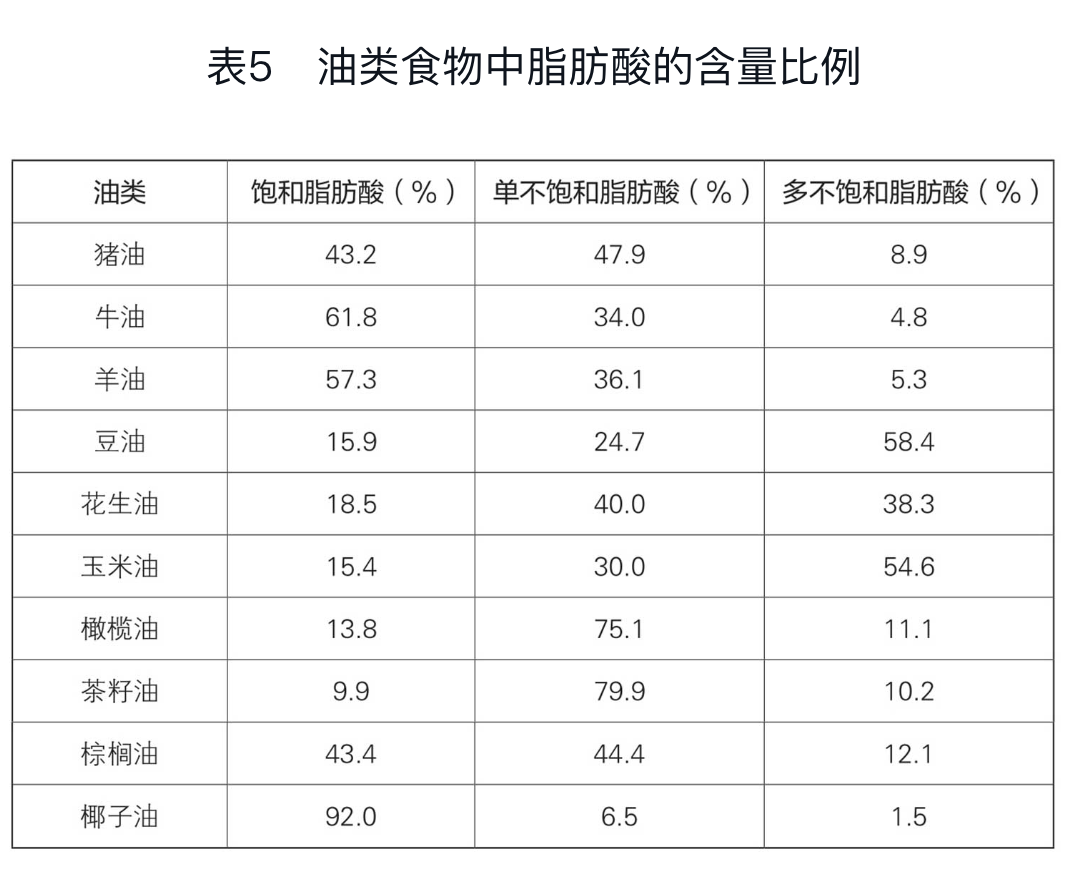 表5 油类食物中脂肪酸的含量比例
油类 饱和脂肪酸（%） 单不饱和脂肪酸（%） 多不饱和脂肪酸（%）
猪油 43.2 47.9 8.9
牛油 61.8 34.0 4.8
羊油 57.3 36.1 5.3
豆油 15.9 24.7 58.4
花生油 18.5 40.0 38.3
玉米油 15.4 30.0 54.6
橄榄油 13.8 75.1 11.1
茶籽油 9.9 79.9 10.2
棕榈油 43.4 44.4 12.1
椰子油 92.0 6.5 1.5